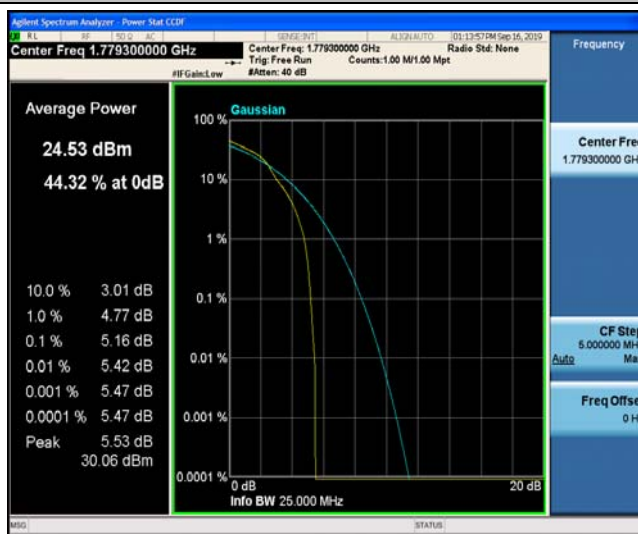 Agilent Spectrum Analyzer - Power Stat CCDF
RL RF 50 Ω AC SENSE:INT ALIGN AUTO 01:13:57 PM Sep 16, 2019
Center Freq 1.779300000 GHz
Center Freq: 1.779300000 GHz Radio Std: None
Trig: Free Run Counts:1.00 M/1.00 Mpt
#IFGain:Low #Atten: 40 dB
Frequency
Average Power
24.53 dBm
44.32 % at 0dB
10.0 % 3.01 dB
1.0 % 4.77 dB
0.1 % 5.16 dB
0.01 % 5.42 dB
0.001 % 5.47 dB
0.0001 % 5.47 dB
Peak 5.53 dB
30.06 dBm
Gaussian
100 %
10 %
1 %
0.1 %
0.01 %
0.001 %
0.0001 %
0 dB 20 dB
Info BW 25.000 MHz
Center Fre
1.779300000 GH
CF Ste
5.000000 MH
Auto Ma
Freq Offse
0 H
MSG STATUS